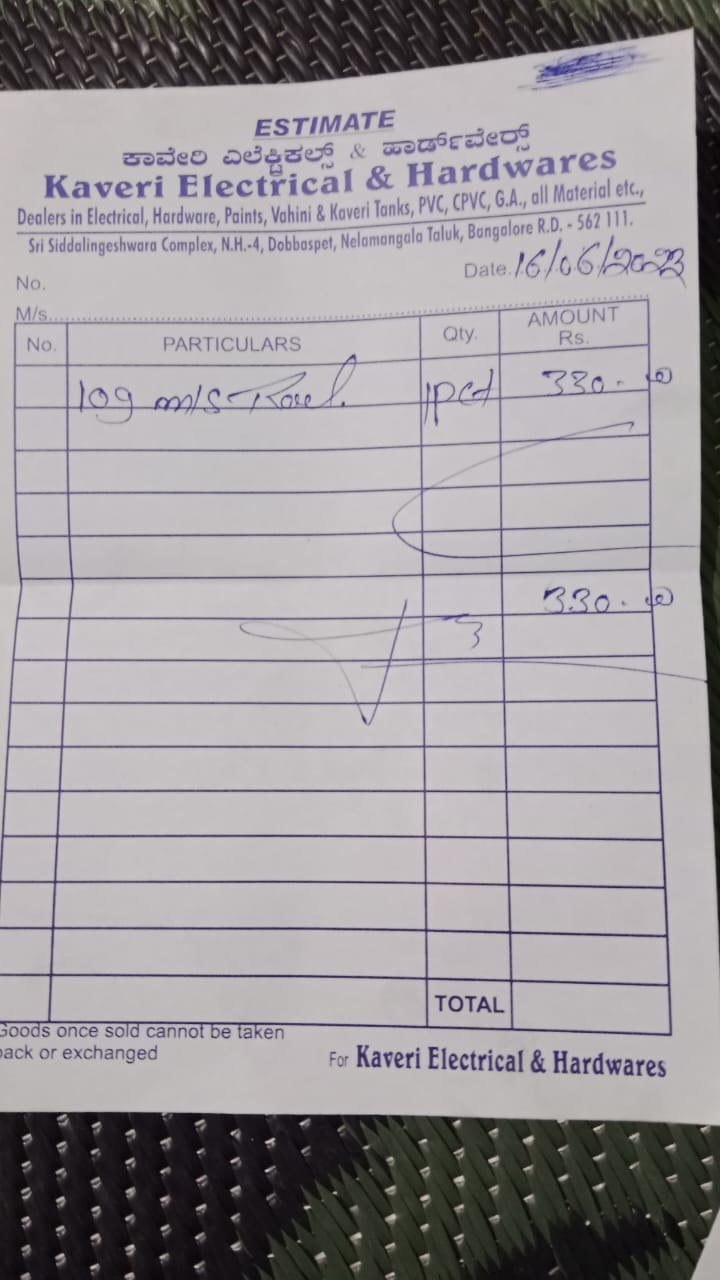 ESTIMATE
ಕಾವೇರಿ ಎಲೆಕ್ಟ್ರಿಕಲ್ಸ್ & ಹಾರ್ಡ್‌ವೇರ್ಸ್
Kaveri Electrical & Hardwares
Dealers in Electrical, Hardware, Paints, Vahini & Kaveri Tanks, PVC, CPVC, G.A., all Material etc.,
Sri Siddalingeshwara Complex, N.H.-4, Dobbaspet, Nelamangala Taluk, Bangalore R.D. - 562 111.
No. Date. 16/06/2023
M/s
No. PARTICULARS Qty. AMOUNT Rs.
109 m/s 330.00
330.00
TOTAL
Goods once sold cannot be taken
back or exchanged
For Kaveri Electrical & Hardwares